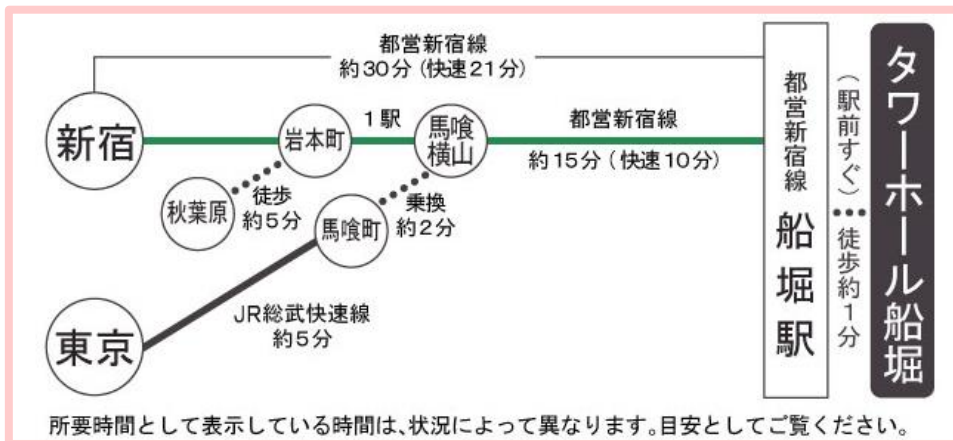 都営新宿線
約30分(快速21分)
新宿
岩本町
1駅
馬喰
横山
都営新宿線
約15分(快速10分)
秋葉原
徒歩
約5分
馬喰町
乗換
約2分
東京
JR総武快速線
約5分
都営新宿線 船堀駅
(駅前すぐ)
徒歩約1分
タワーホール船堀
所要時間として表示している時間は、状況によって異なります。目安としてご覧ください。